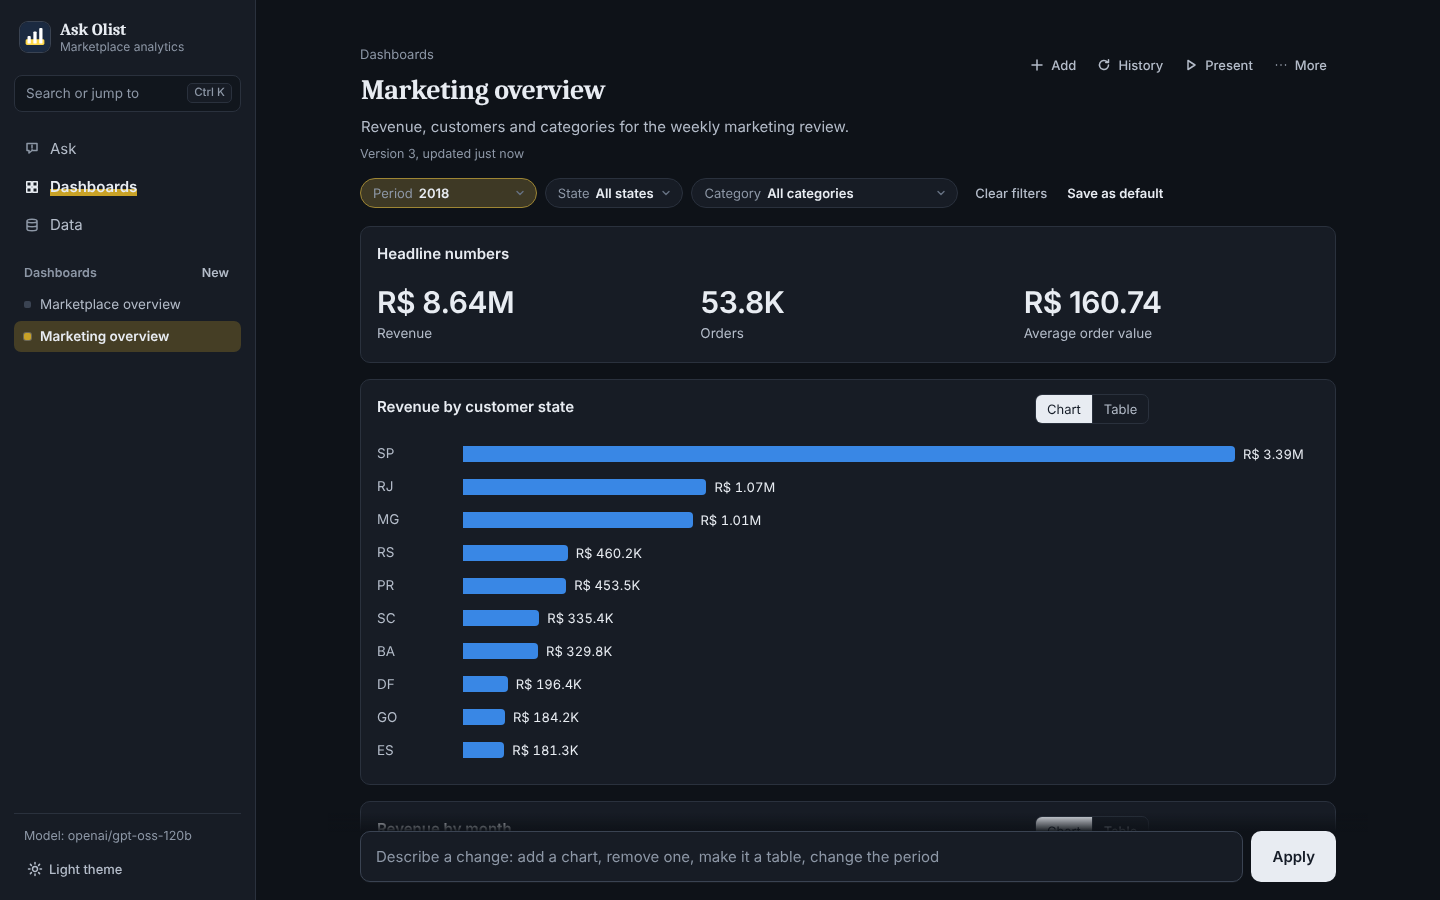 Ask Olist
Marketplace analytics
Search or jump to Ctrl K
Ask
Dashboards
Data
Dashboards New
Marketplace overview
Marketing overview
Model: openai/gpt-oss-120b
Light theme
Dashboards
Add History Present ··· More
Marketing overview
Revenue, customers and categories for the weekly marketing review.
Version 3, updated just now
Period 2018 State All states Category All categories Clear filters Save as default
Headline numbers
R$ 8.64M 53.8K R$ 160.74
Revenue Orders Average order value
Revenue by customer state Chart Table
SP R$ 3.39M
RJ R$ 1.07M
MG R$ 1.01M
RS R$ 460.2K
PR R$ 453.5K
SC R$ 335.4K
BA R$ 329.8K
DF R$ 196.4K
GO R$ 184.2K
ES R$ 181.3K
Revenue by month Chart Table
Describe a change: add a chart, remove one, make it a table, change the period Apply